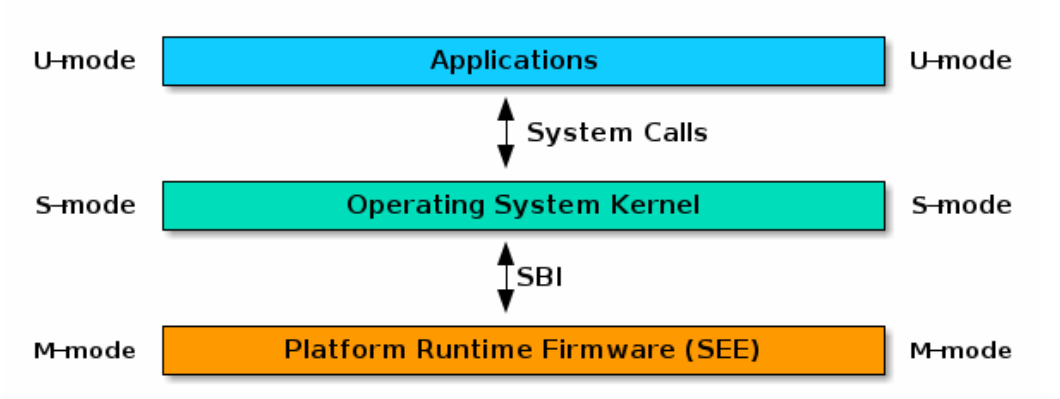 U-mode Applications U-mode
System Calls
S-mode Operating System Kernel S-mode
SBI
M-mode Platform Runtime Firmware (SEE) M-mode